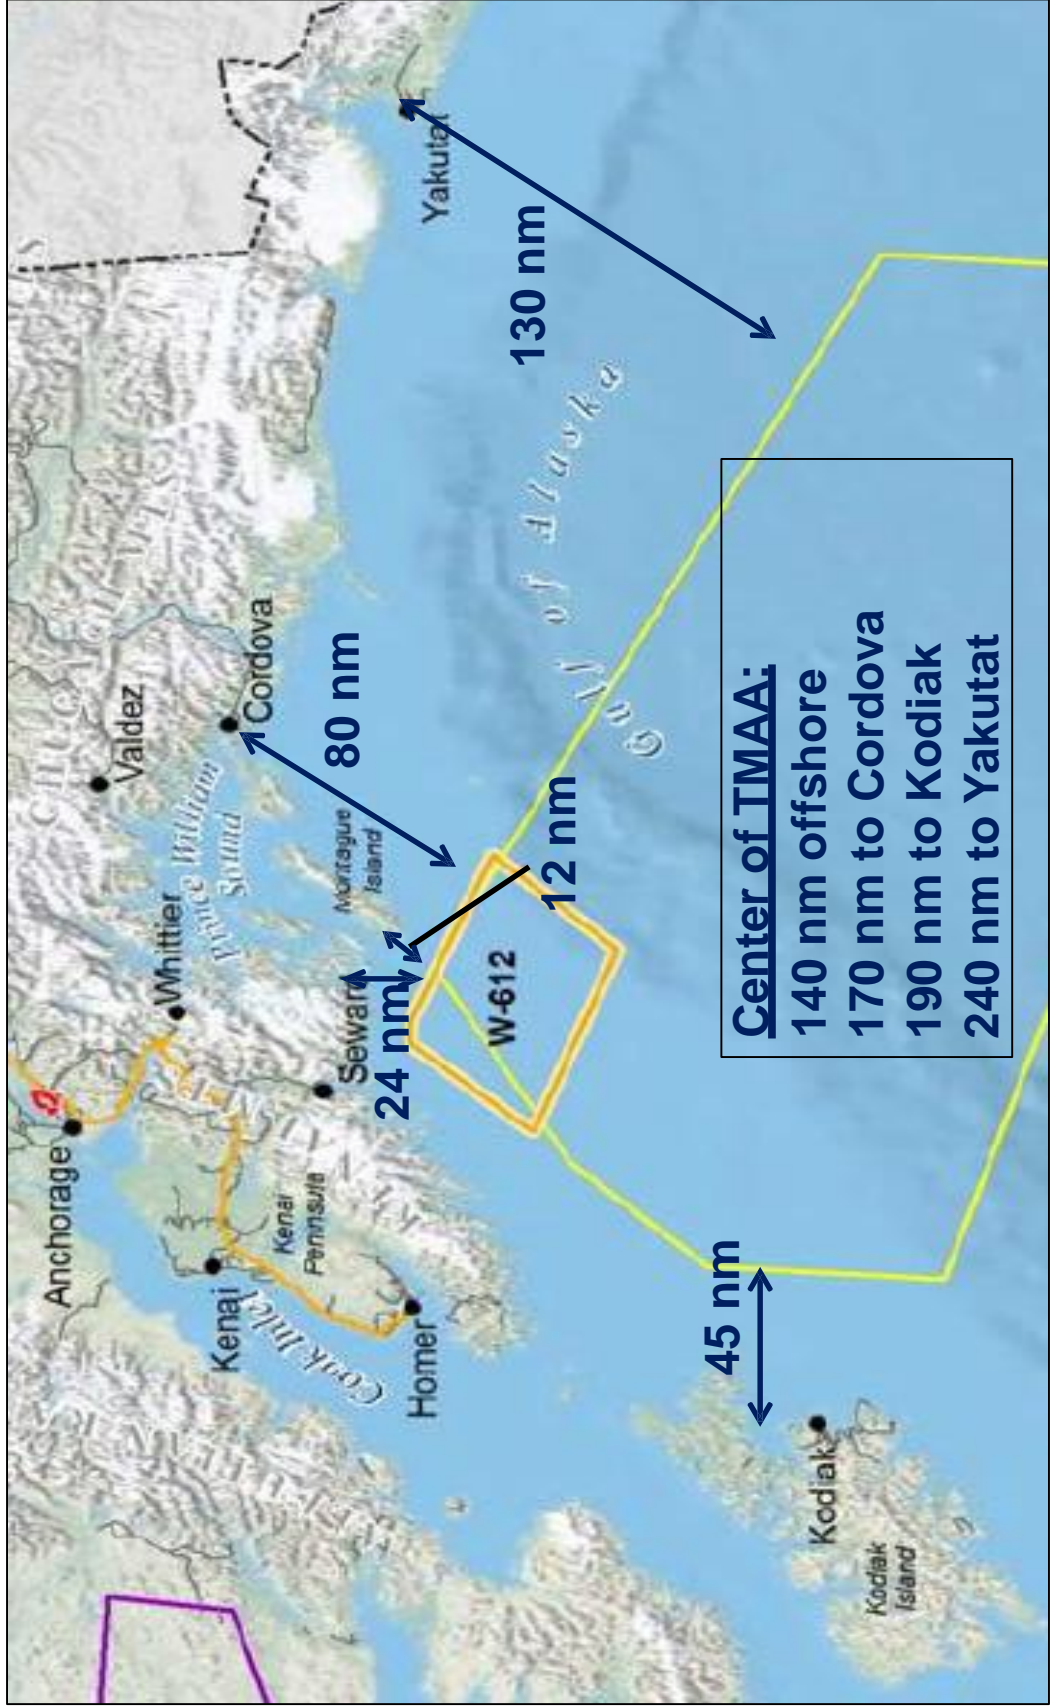 Anchorage
Valdez
Whittier
Prince William
Sound
Kenai
Cordova
Kenai
Peninsula
Cook Inlet
80 nm
Montague
Island
Seward
24 nm
Homer
Yakutat
W-612
130 nm
12 nm
Gulf of Alaska
45 nm
Center of TMAA:
140 nm offshore
170 nm to Cordova
190 nm to Kodiak
240 nm to Yakutat
Kodiak
Kodiak
Island